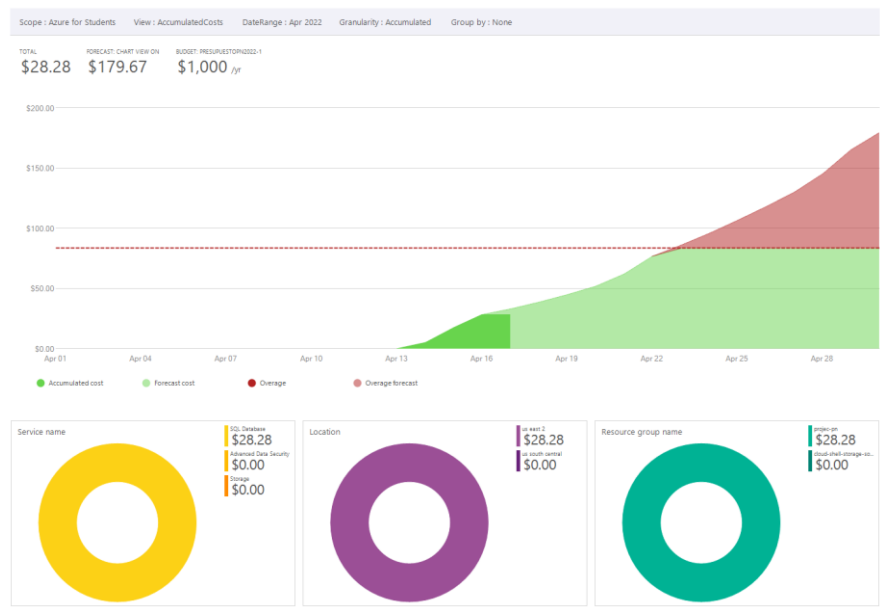 Scope : Azure for Students View : AccumulatedCosts DateRange : Apr 2022 Granularity : Accumulated Group by : None
TOTAL FORECAST: CHART VIEW ON BUDGET: PRESUPUESTOPN2022-1
$28.28 $179.67 $1,000 /yr
$200.00
$150.00
$100.00
$50.00
$0.00
Apr 01 Apr 04 Apr 07 Apr 10 Apr 13 Apr 16 Apr 19 Apr 22 Apr 25 Apr 28
Accumulated cost Forecast cost Overage Overage forecast
Service name
SQL Database
$28.28
Advanced Data Security
$0.00
Storage
$0.00
Location
us east 2
$28.28
us south central
$0.00
Resource group name
projec-pn
$28.28
cloud-shell-storage-so...
$0.00